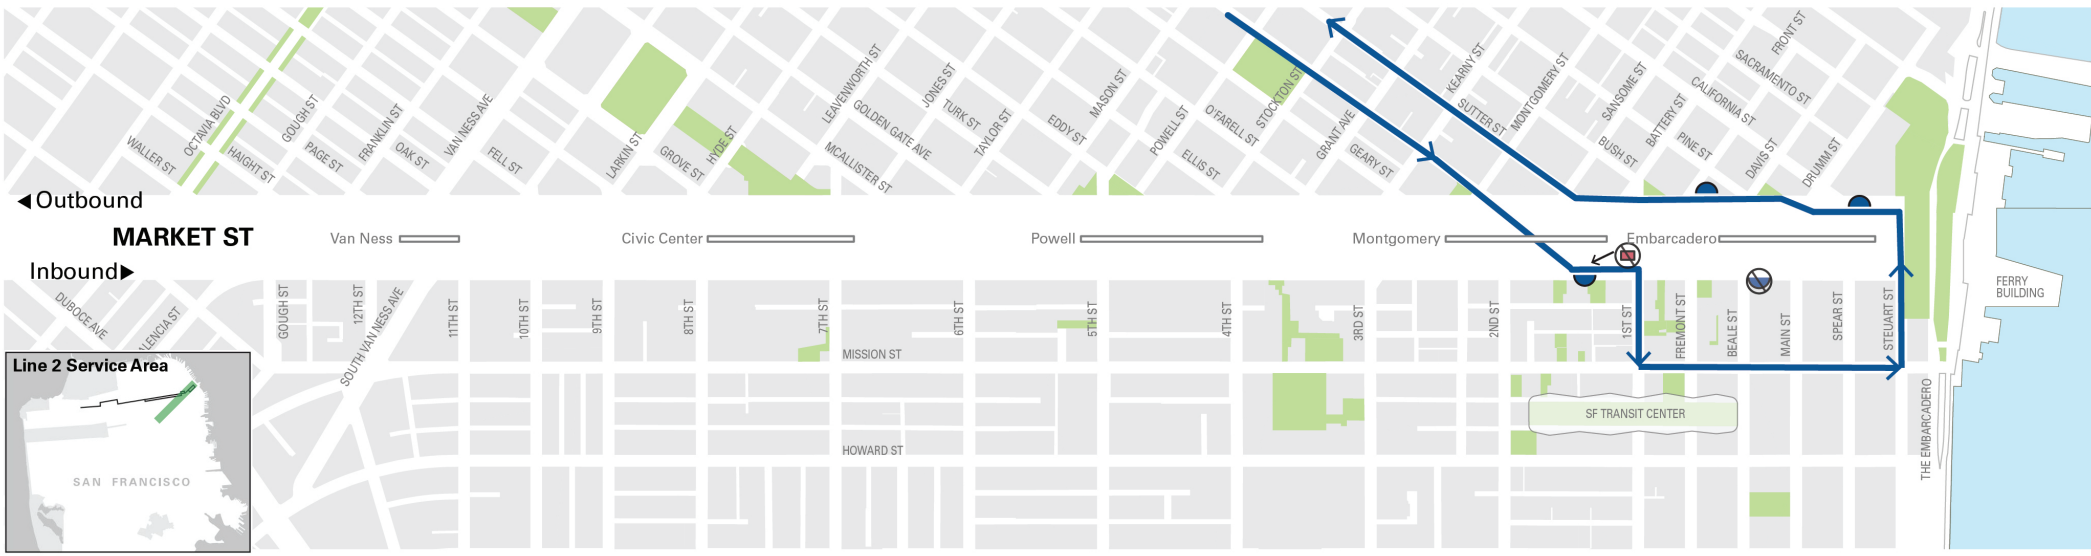 WALLER ST
OCTAVIA BLVD
HAIGHT ST
GOUGH ST
PAGE ST
FRANKLIN ST
OAK ST
VAN NESS AVE
FELL ST
LARKIN ST
GROVE ST
HYDE ST
LEAVENWORTH ST
GOLDEN GATE AVE
MCALLISTER ST
JONES ST
TURK ST
TAYLOR ST
EDDY ST
MASON ST
POWELL ST
ELLIS ST
O'FARELL ST
STOCKTON ST
GRANT AVE
GEARY ST
KEARNY ST
SUTTER ST
MONTGOMERY ST
BUSH ST
SANSOME ST
BATTERY ST
PINE ST
CALIFORNIA ST
SACRAMENTO ST
FRONT ST
DAVIS ST
DRUMM ST
Outbound
MARKET ST
Inbound
Van Ness
Civic Center
Powell
Montgomery
Embarcadero
DUBOCE AVE
ALENCIA ST
GOUGH ST
12TH ST
SOUTH VAN NESS AVE
11TH ST
10TH ST
9TH ST
8TH ST
7TH ST
6TH ST
5TH ST
4TH ST
3RD ST
2ND ST
1ST ST
FREMONT ST
BEALE ST
MAIN ST
SPEAR ST
STEUART ST
FERRY
BUILDING
MISSION ST
HOWARD ST
SF TRANSIT CENTER
THE EMBARCADERO
Line 2 Service Area
SAN FRANCISCO